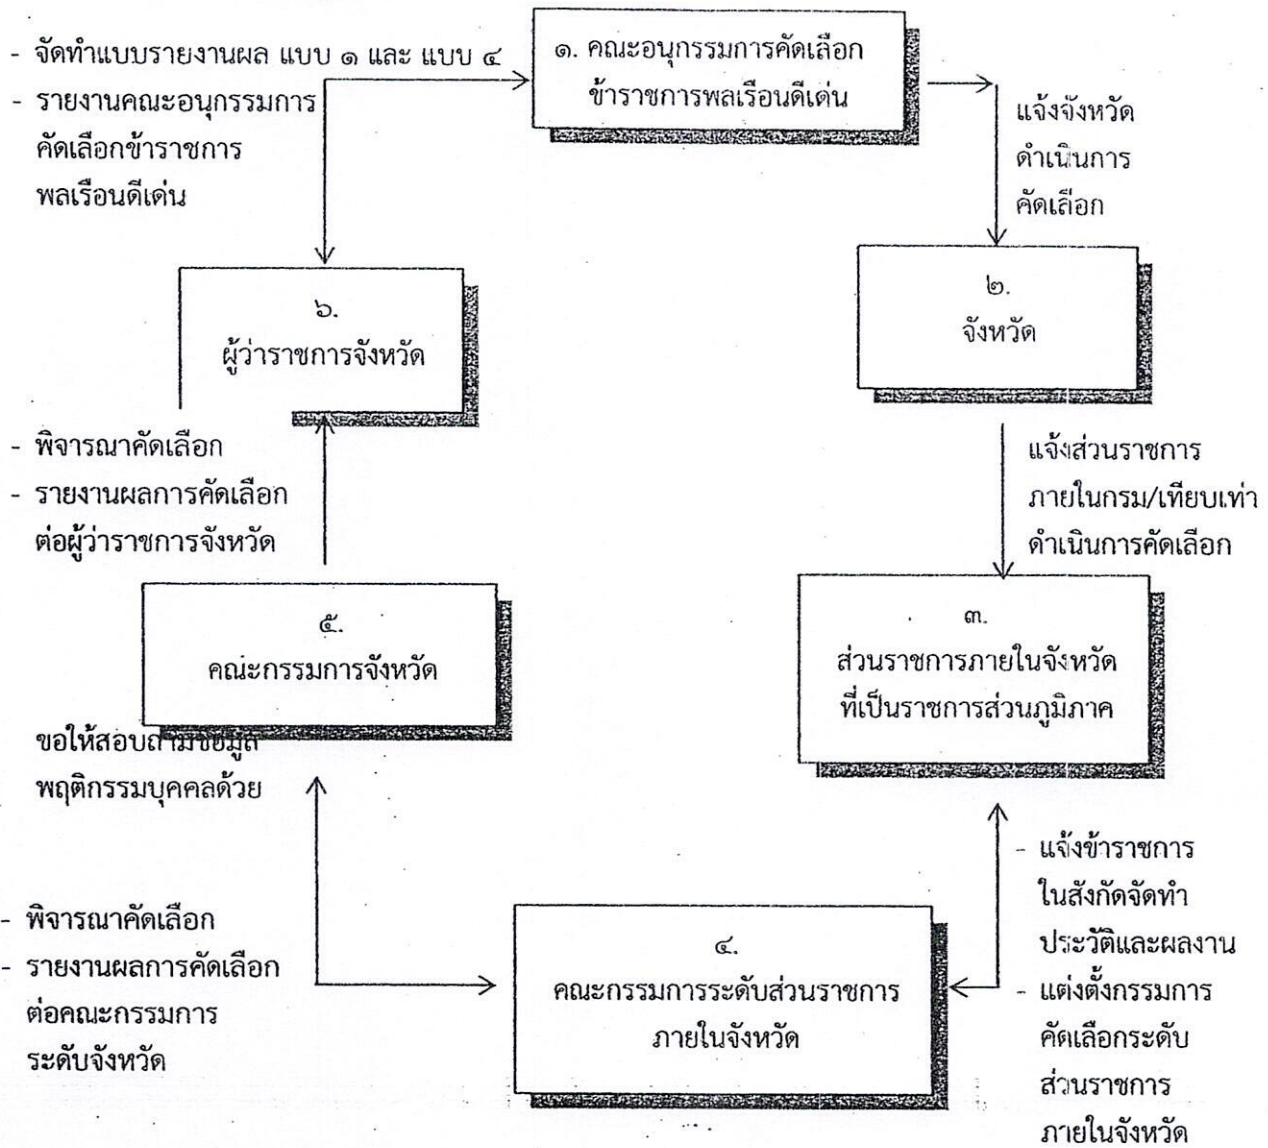 - จัดทำแบบรายงานผล แบบ ๑ และ แบบ ๔
- รายงานคณะอนุกรรมการ
คัดเลือกข้าราชการ
พลเรือนดีเด่น
๑. คณะอนุกรรมการคัดเลือก
ข้าราชการพลเรือนดีเด่น
แจ้งจังหวัด
ดำเนินการ
คัดเลือก
๒.
จังหวัด
แจ้งส่วนราชการ
ภายในกรม/เทียบเท่า
ดำเนินการคัดเลือก
๓.
ส่วนราชการภายในจังหวัด
ที่เป็นราชการส่วนภูมิภาค
- แจ้งข้าราชการ
ในสังกัดจัดทำ
ประวัติและผลงาน
- แต่งตั้งกรรมการ
คัดเลือกระดับ
ส่วนราชการ
ภายในจังหวัด
๔.
คณะกรรมการระดับส่วนราชการ
ภายในจังหวัด
- พิจารณาคัดเลือก
- รายงานผลการคัดเลือก
ต่อคณะกรรมการ
ระดับจังหวัด
๕.
คณะกรรมการจังหวัด
ขอให้สอบถามข้อมูล
พฤติกรรมบุคคลด้วย
- พิจารณาคัดเลือก
- รายงานผลการคัดเลือก
ต่อผู้ว่าราชการจังหวัด
๖.
ผู้ว่าราชการจังหวัด